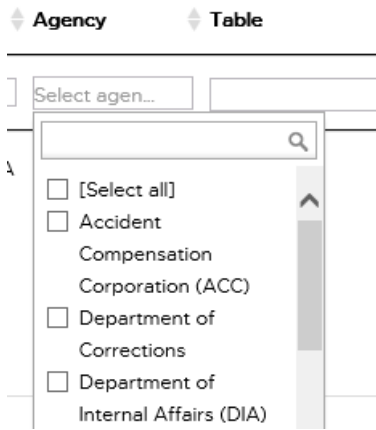 Agency Table
Select agen...
A
[Select all]
Accident
Compensation
Corporation (ACC)
Department of
Corrections
Department of
Internal Affairs (DIA)